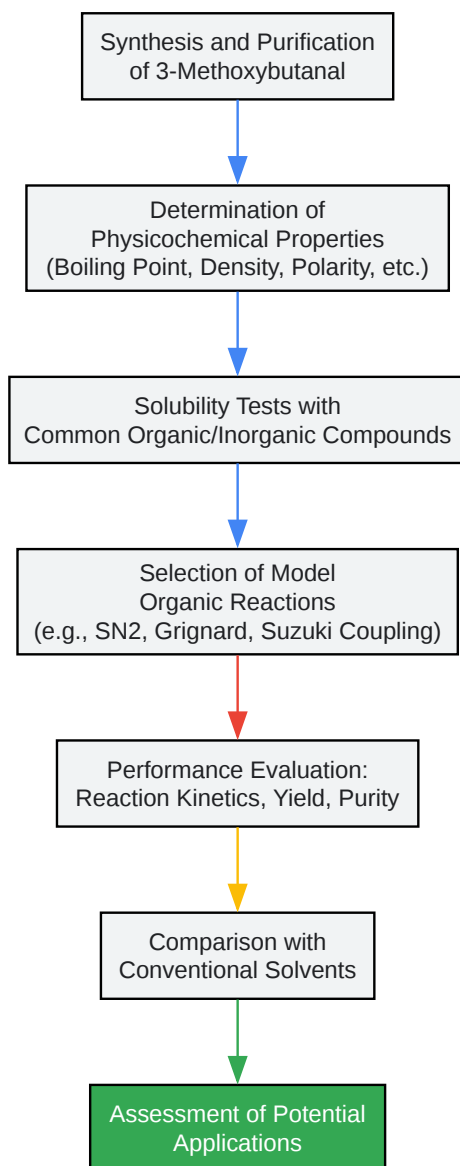 Synthesis and Purification
of 3-Methoxybutanal
Determination of
Physicochemical Properties
(Boiling Point, Density, Polarity, etc.)
Solubility Tests with
Common Organic/Inorganic Compounds
Selection of Model
Organic Reactions
(e.g., SN2, Grignard, Suzuki Coupling)
Performance Evaluation:
Reaction Kinetics, Yield, Purity
Comparison with
Conventional Solvents
Assessment of Potential
Applications